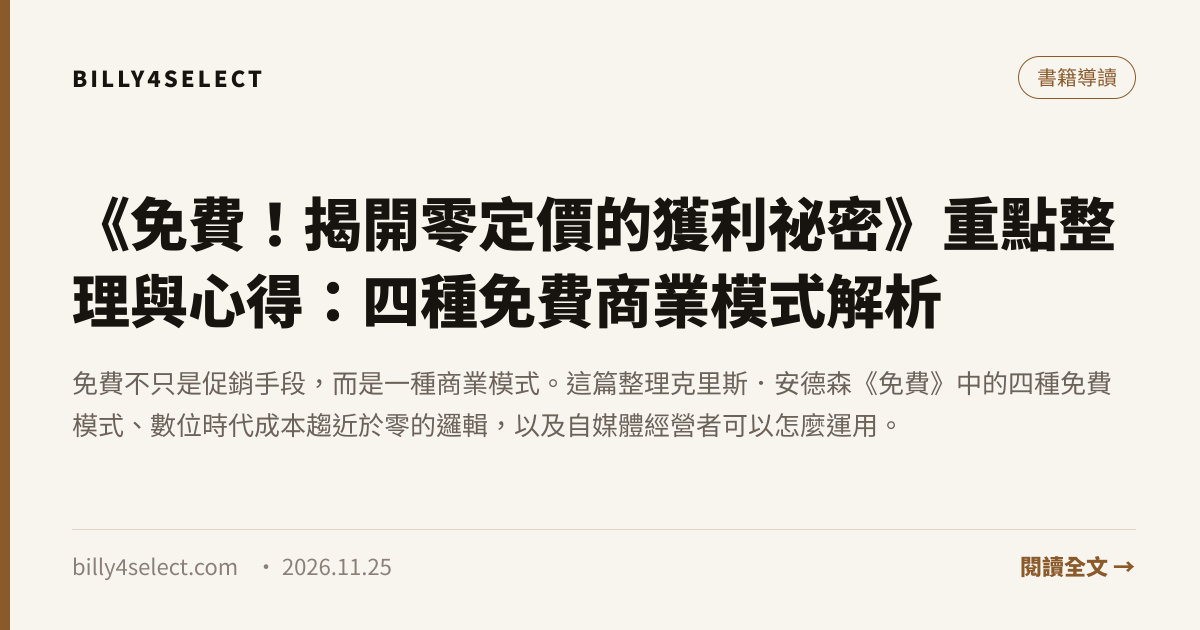 BILLY4SELECT
書籍導讀
《免費！揭開零定價的獲利祕密》重點整
理與心得：四種免費商業模式解析
免費不只是促銷手段，而是一種商業模式。這篇整理克里斯．安德森《免費》中的四種免費
模式、數位時代成本趨近於零的邏輯，以及自媒體經營者可以怎麼運用。
billy4select.com ・ 2026.11.25
閱讀全文 →